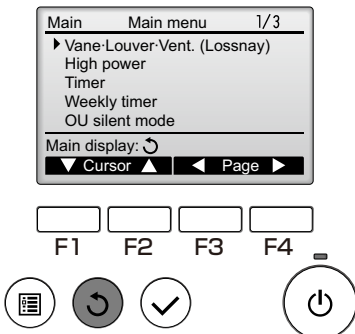 Main Main menu 1/3
Vane·Louver·Vent. (Lossnay)
High power
Timer
Weekly timer
OU silent mode
Main display:
Cursor Page
F1 F2 F3 F4